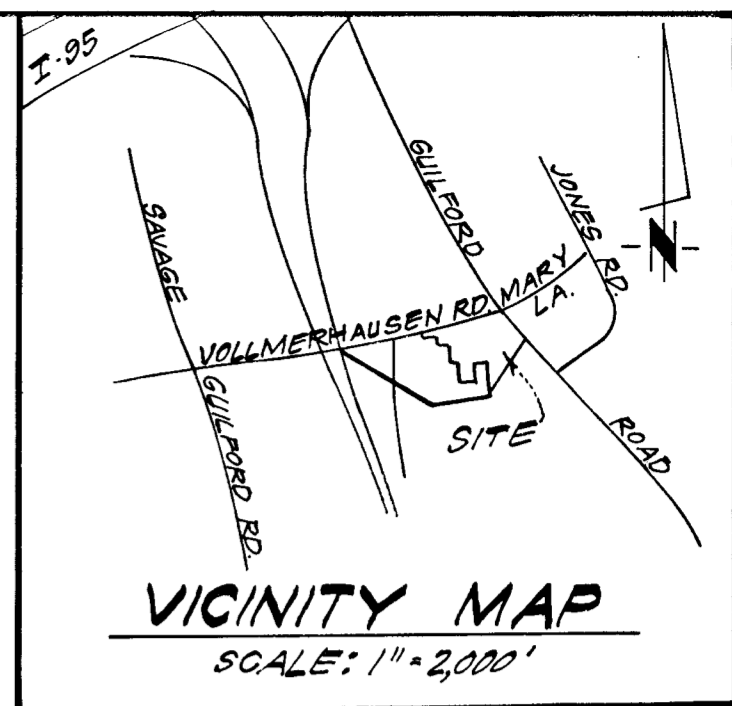 I-95
GUILFORD
JONES RD.
SAVAGE
MARY
LA.
VOLLMERHAUSEN RD.
GUILFORD RD.
SITE
ROAD
N
VICINITY MAP
SCALE: 1" = 2,000'